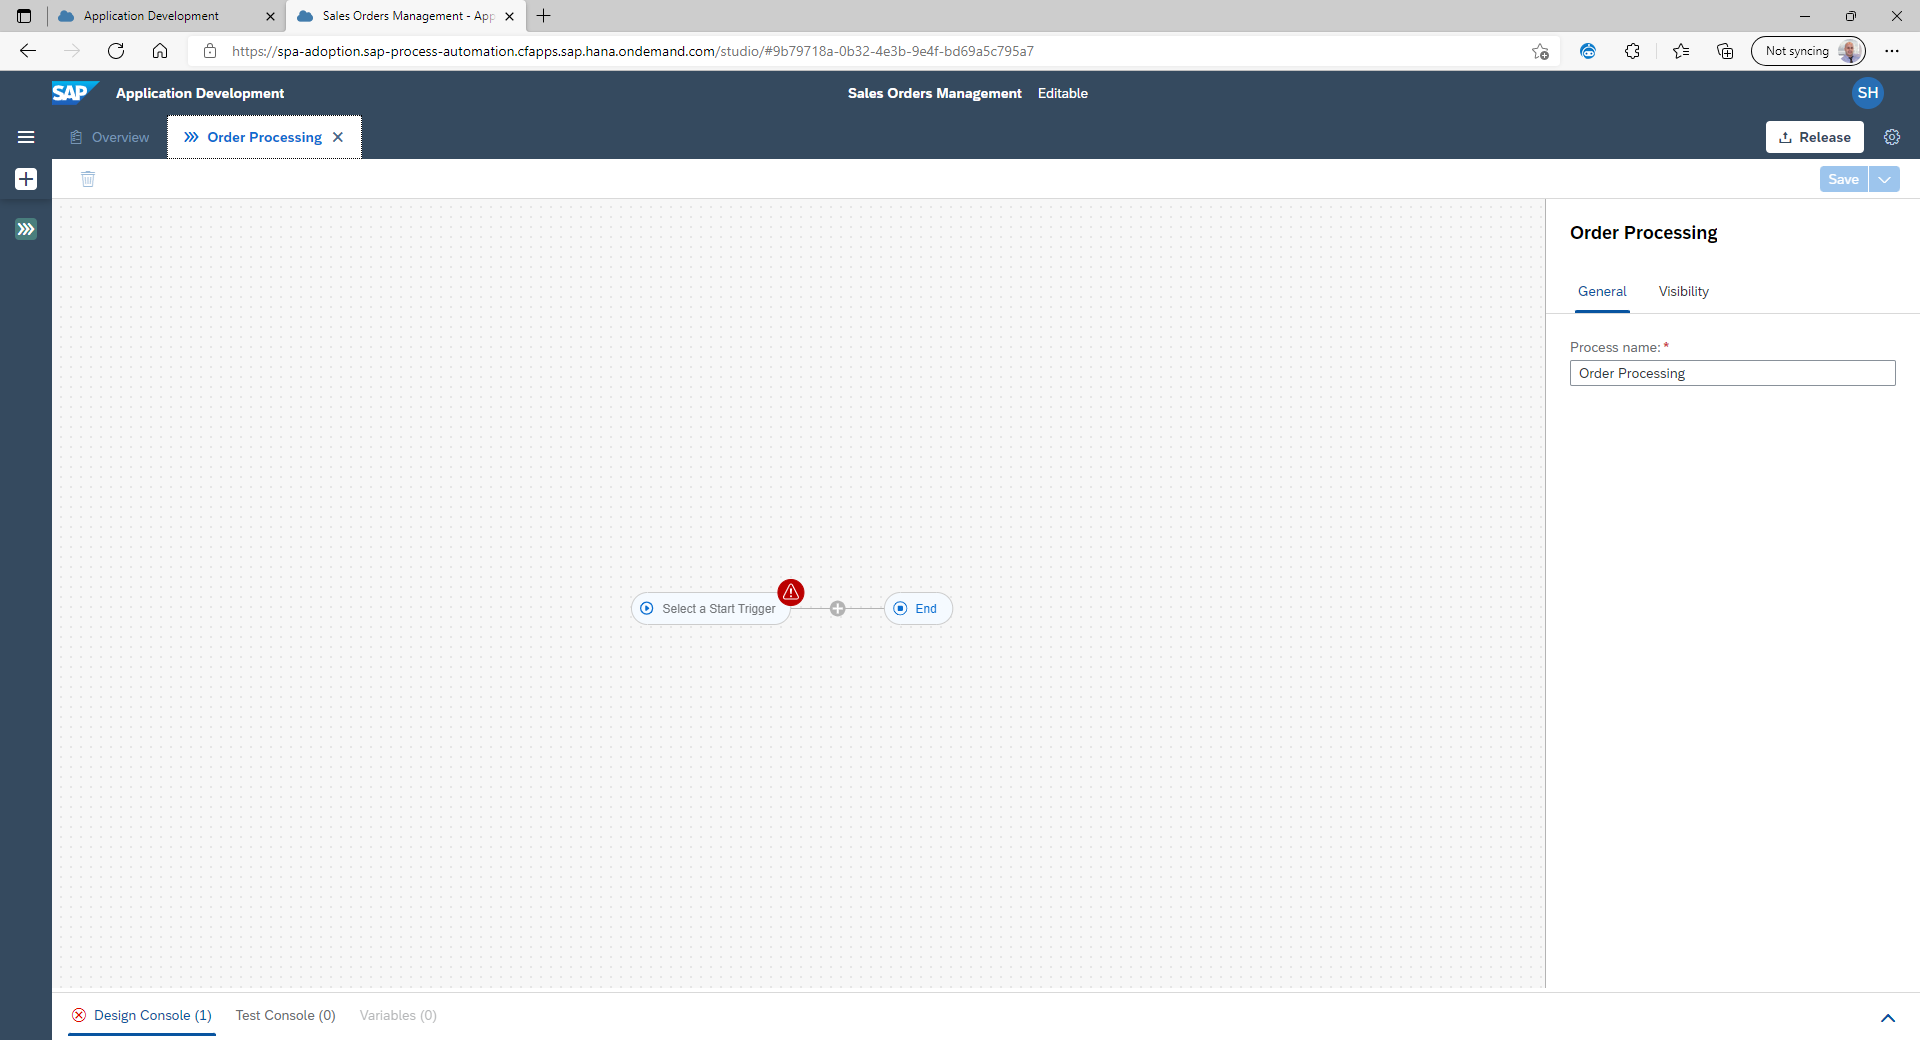 Application Development
Sales Orders Management - App
https://spa-adoption.sap-process-automation.cfapps.sap.hana.ondemand.com/studio/#9b79718a-0b32-4e3b-9e4f-bd69a5c795a7
Not syncing
SAP Application Development
Sales Orders Management Editable
SH
Overview
Order Processing
Release
Save
Order Processing
General Visibility
Process name: *
Order Processing
Select a Start Trigger
End
Design Console (1) Test Console (0) Variables (0)